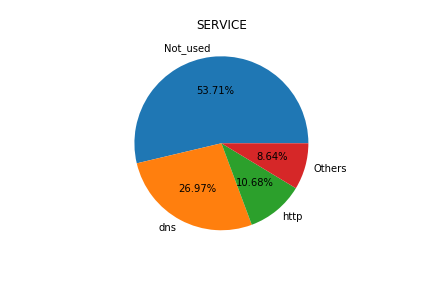 SERVICE
Not_used
53.71%
8.64%
Others
26.97%
10.68%
http
dns